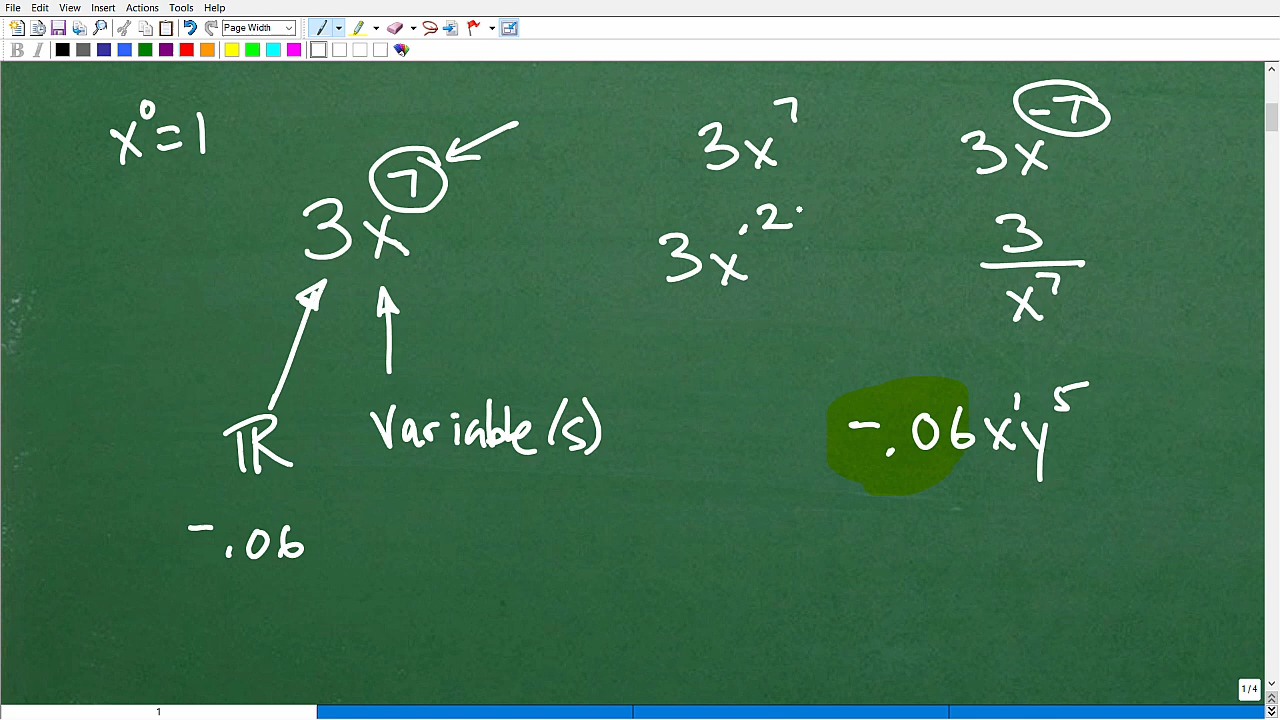 File Edit View Insert Actions Tools Help
Page Width
B I
x⁰=1
3x⁷
3x⁷
3x⁻⁷
3x^.2
3
x⁷
ℝ
Variable(s)
-.06x¹y⁵
-.06
1/4
1